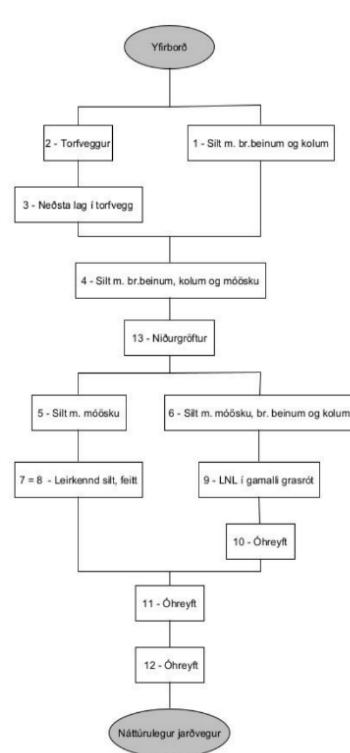 Yfirborð
2 - Torfveggur
1 - Silt m. br.beinum og kolum
3 - Neðsta lag í torfvegg
4 - Silt m. br.beinum, kolum og móösku
13 - Niðurgröftur
5 - Silt m. móösku
6 - Silt m. móösku, br. beinum og kolum
7 = 8 - Leirkennd silt, feitt
9 - LNL í gamalli grasrót
10 - Óhreyft
11 - Óhreyft
12 - Óhreyft
Náttúrulegur jarðvegur